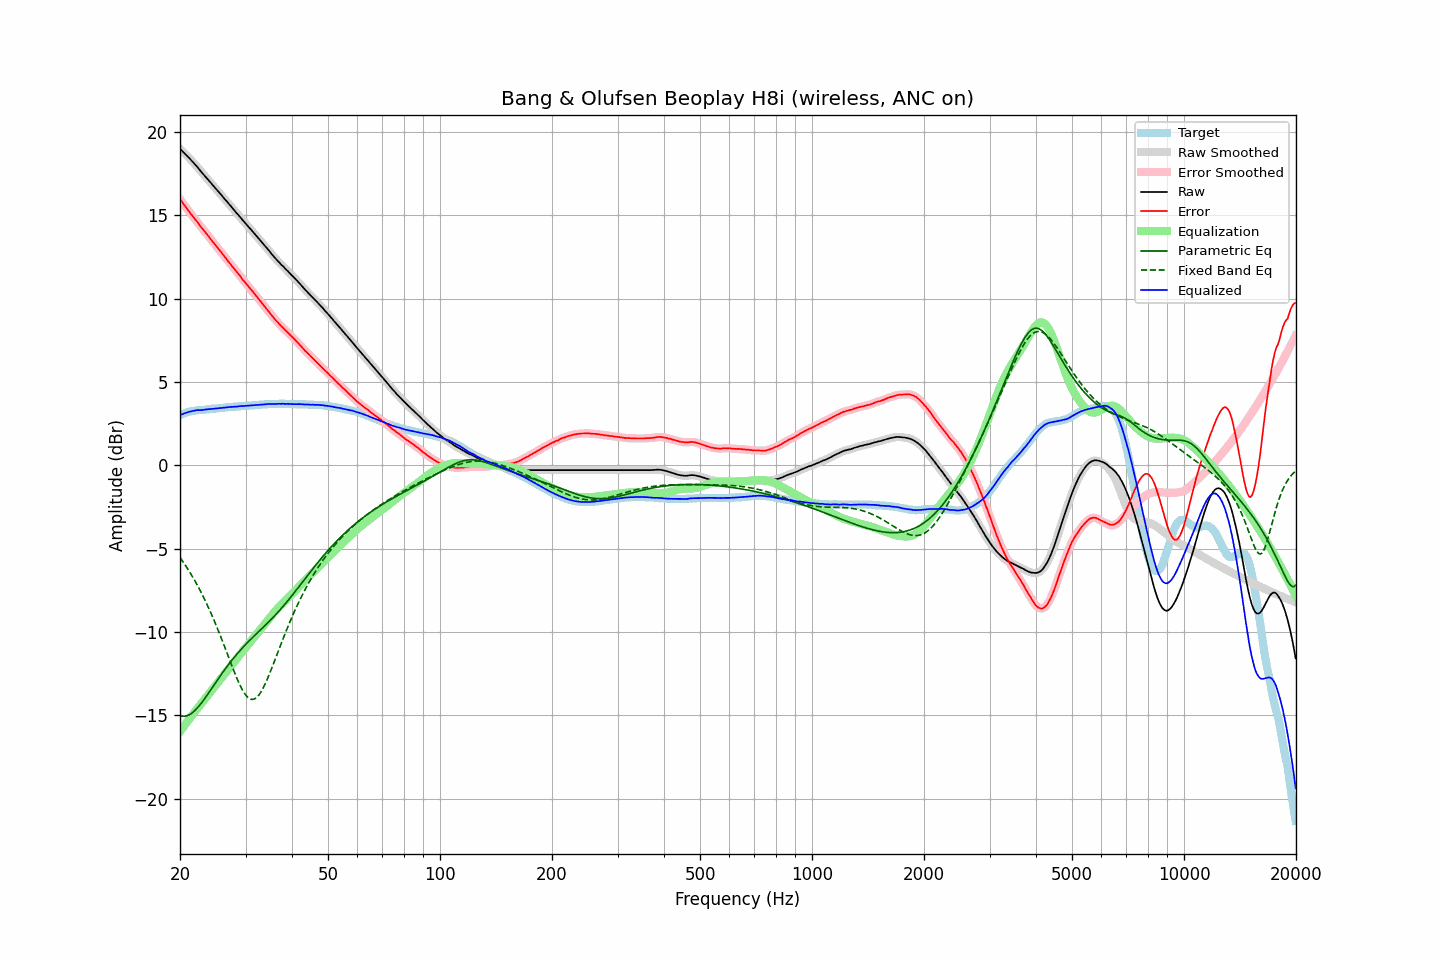 Bang & Olufsen Beoplay H8i (wireless, ANC on)
Amplitude (dBr)
20
15
10
5
0
−5
−10
−15
−20
Target
Raw Smoothed
Error Smoothed
Raw
Error
Equalization
Parametric Eq
Fixed Band Eq
Equalized
20 50 100 200 500 1000 2000 5000 10000 20000
Frequency (Hz)